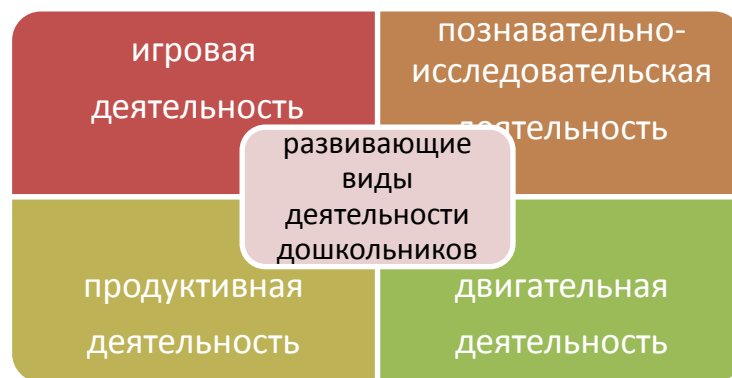 игровая
деятельность
познавательно-
исследовательская
деятельность
развивающие
виды
деятельности
дошкольников
продуктивная
деятельность
двигательная
деятельность